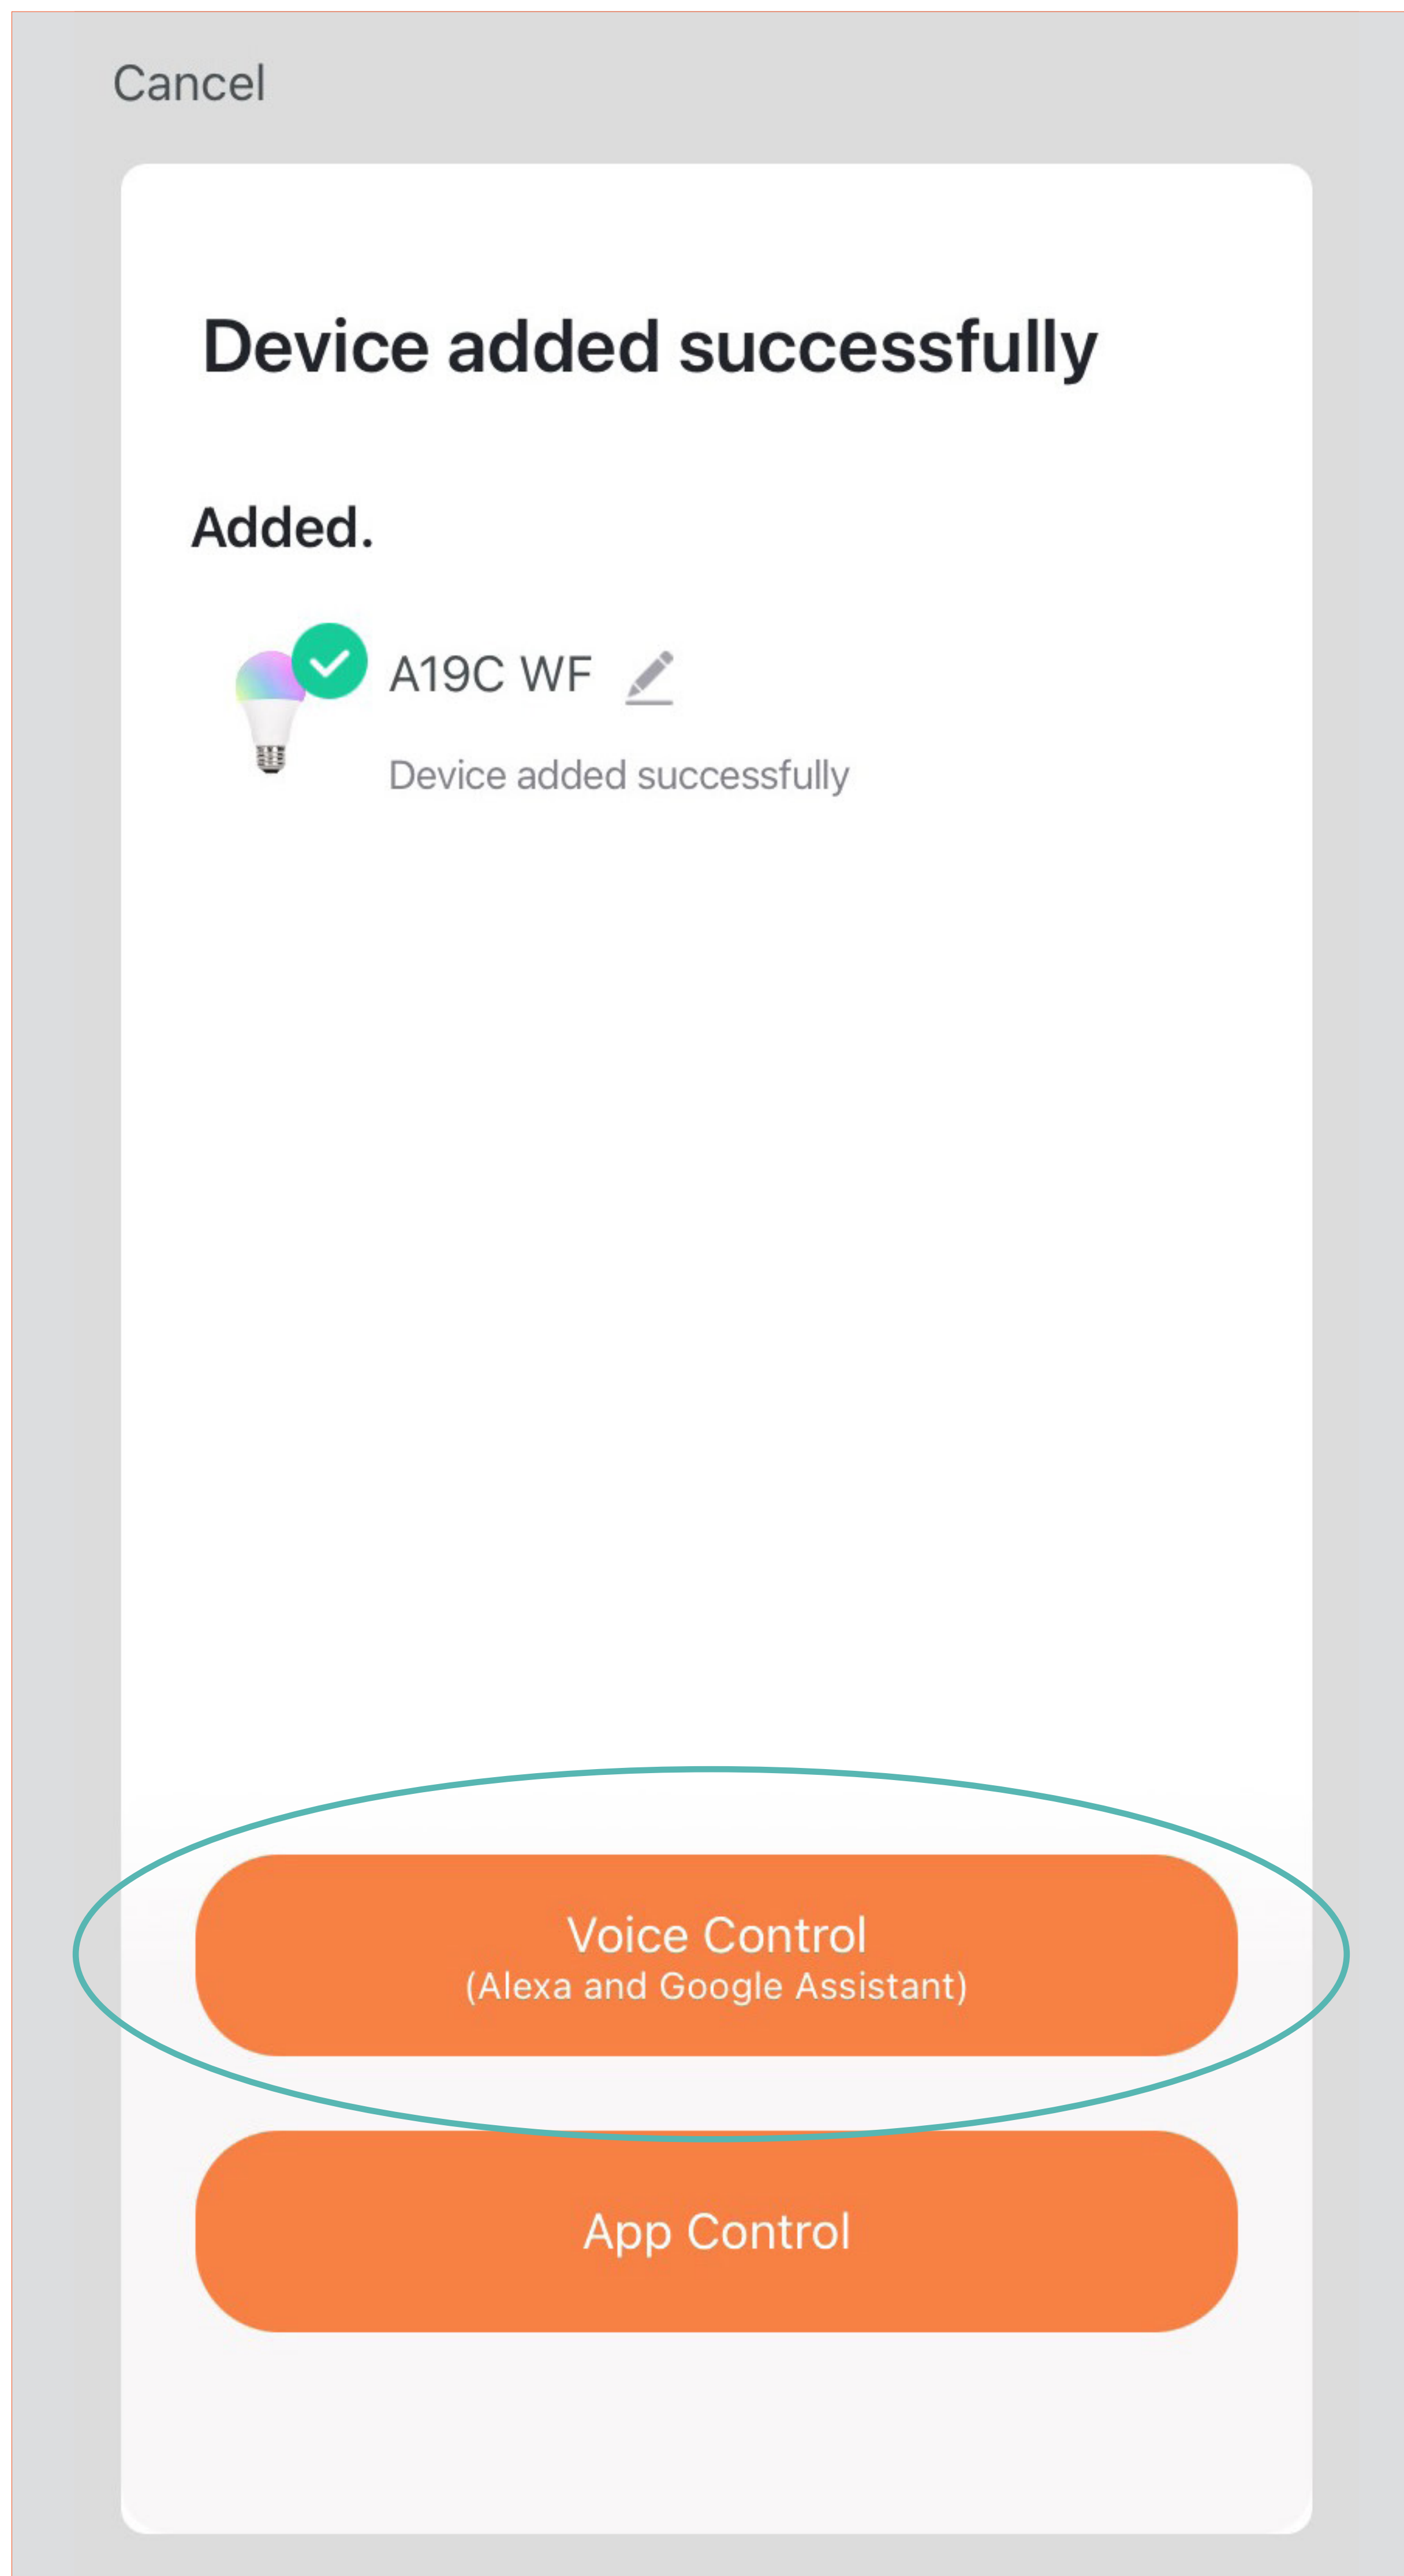 Cancel
Device added successfully
Added.
A19C WF
Device added successfully
Voice Control
(Alexa and Google Assistant)
App Control